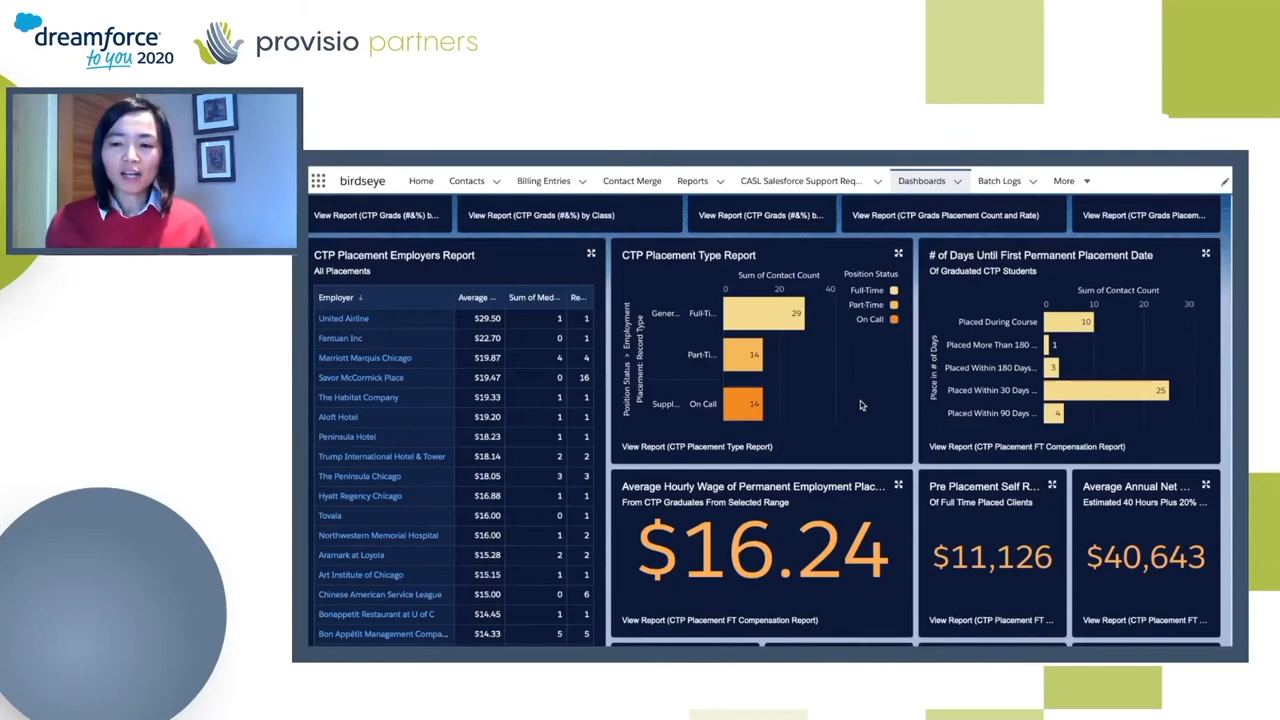 dreamforce
to you 2020
provisio partners
birdseye
Home
Contacts
Billing Entries
Contact Merge
Reports
CASL Salesforce Support Req...
Dashboards
Batch Logs
More
View Report (CTP Grads (#&%) b...
View Report (CTP Grads (#&%) by Class)
View Report (CTP Grads (#&%) b...
View Report (CTP Grads Placement Count and Rate)
View Report (CTP Grads Placem...
CTP Placement Employers Report
All Placements
Employer ↓ Average ... Sum of Med... Re...
United Airline $29.50 1 1
Fantuan Inc $22.70 0 1
Marriott Marquis Chicago $19.87 4 4
Savor McCormick Place $19.47 0 16
The Habitat Company $19.33 1 1
Aloft Hotel $19.20 1 1
Peninsula Hotel $18.23 1 1
Trump International Hotel & Tower $18.14 2 2
The Peninsula Chicago $18.05 3 3
Hyatt Regency Chicago $16.88 1 1
Tovala $16.00 0 1
Northwestern Memorial Hospital $16.00 1 2
Aramark at Loyola $15.28 2 2
Art Institute of Chicago $15.15 1 1
Chinese American Service League $15.00 0 6
Bonappetit Restaurant at U of C $14.45 1 1
Bon Appétit Management Compa... $14.33 5 5
CTP Placement Type Report
Sum of Contact Count
0 20 40
Position Status
Full-Time
Part-Time
On Call
Position Status > Employment
Placement: Record Type
Gener... Full-Ti... 29
Part-Ti... 14
Suppl... On Call 14
View Report (CTP Placement Type Report)
# of Days Until First Permanent Placement Date
Of Graduated CTP Students
Sum of Contact Count
0 10 20 30
Place in # of Days
Placed During Course 10
Placed More Than 180 ... 1
Placed Within 180 Days... 3
Placed Within 30 Days ... 25
Placed Within 90 Days ... 4
View Report (CTP Placement FT Compensation Report)
Average Hourly Wage of Permanent Employment Plac...
From CTP Graduates From Selected Range
$16.24
View Report (CTP Placement FT Compensation Report)
Pre Placement Self R...
Of Full Time Placed Clients
$11,126
View Report (CTP Placement FT ...
Average Annual Net ...
Estimated 40 Hours Plus 20% ...
$40,643
View Report (CTP Placement FT ...